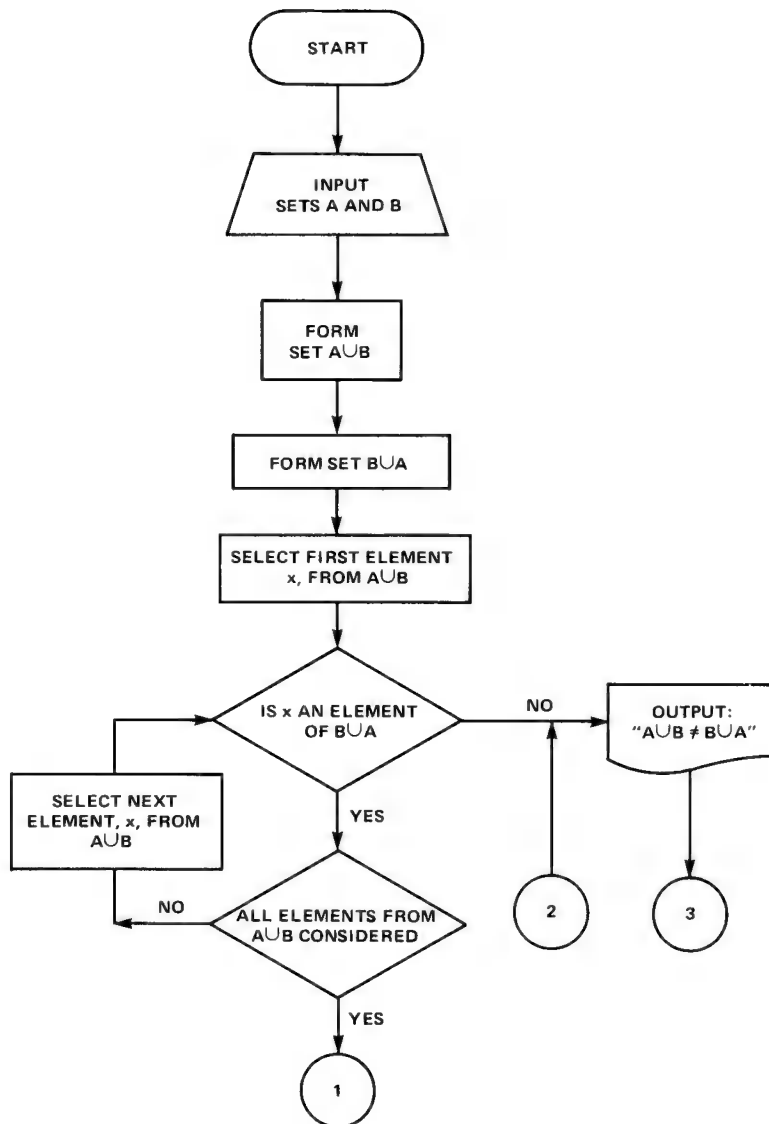 START
INPUT
SETS A AND B
FORM
SET A∪B
FORM SET B∪A
SELECT FIRST ELEMENT
x, FROM A∪B
IS x AN ELEMENT
OF B∪A
NO
OUTPUT:
"A∪B ≠ B∪A"
SELECT NEXT
ELEMENT, x, FROM
A∪B
YES
NO
ALL ELEMENTS FROM
A∪B CONSIDERED
2
3
YES
1